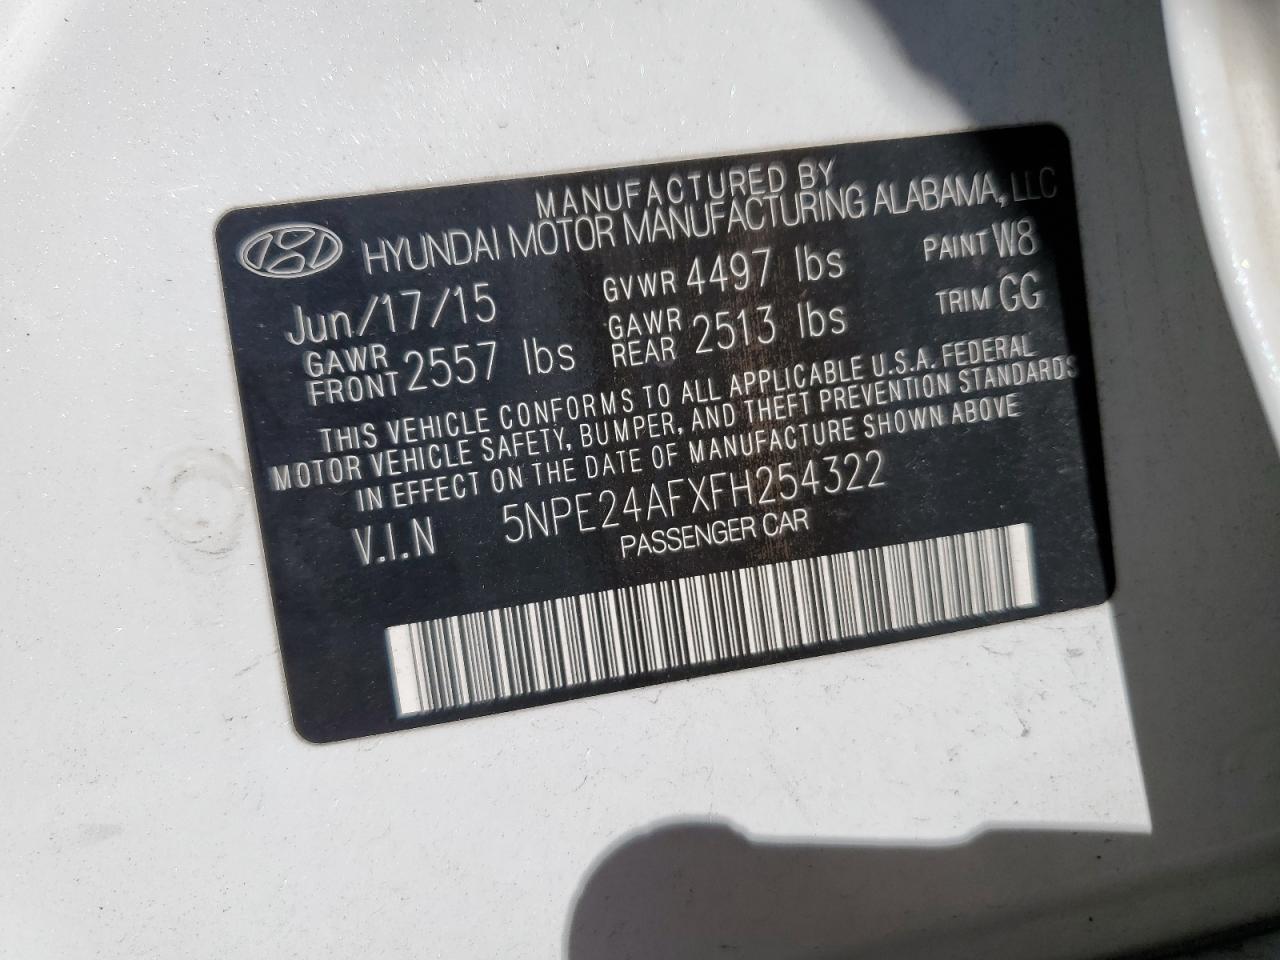 MANUFACTURED BY
HYUNDAI MOTOR MANUFACTURING ALABAMA, LLC
Jun/17/15 GVWR 4497 lbs PAINT W8
GAWR FRONT 2557 lbs GAWR REAR 2513 lbs TRIM GG
THIS VEHICLE CONFORMS TO ALL APPLICABLE U.S.A. FEDERAL
MOTOR VEHICLE SAFETY, BUMPER, AND THEFT PREVENTION STANDARDS
IN EFFECT ON THE DATE OF MANUFACTURE SHOWN ABOVE
V.I.N 5NPE24AFXFH254322
PASSENGER CAR